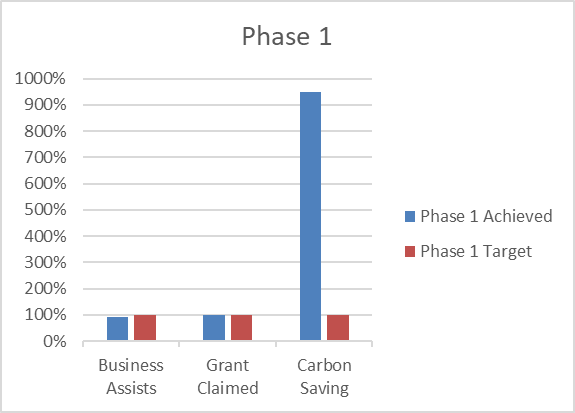 Phase 1
1000%
900%
800%
700%
600%
500%
400%
300%
200%
100%
0%
Business
Assists
Grant
Claimed
Carbon
Saving
Phase 1 Achieved
Phase 1 Target